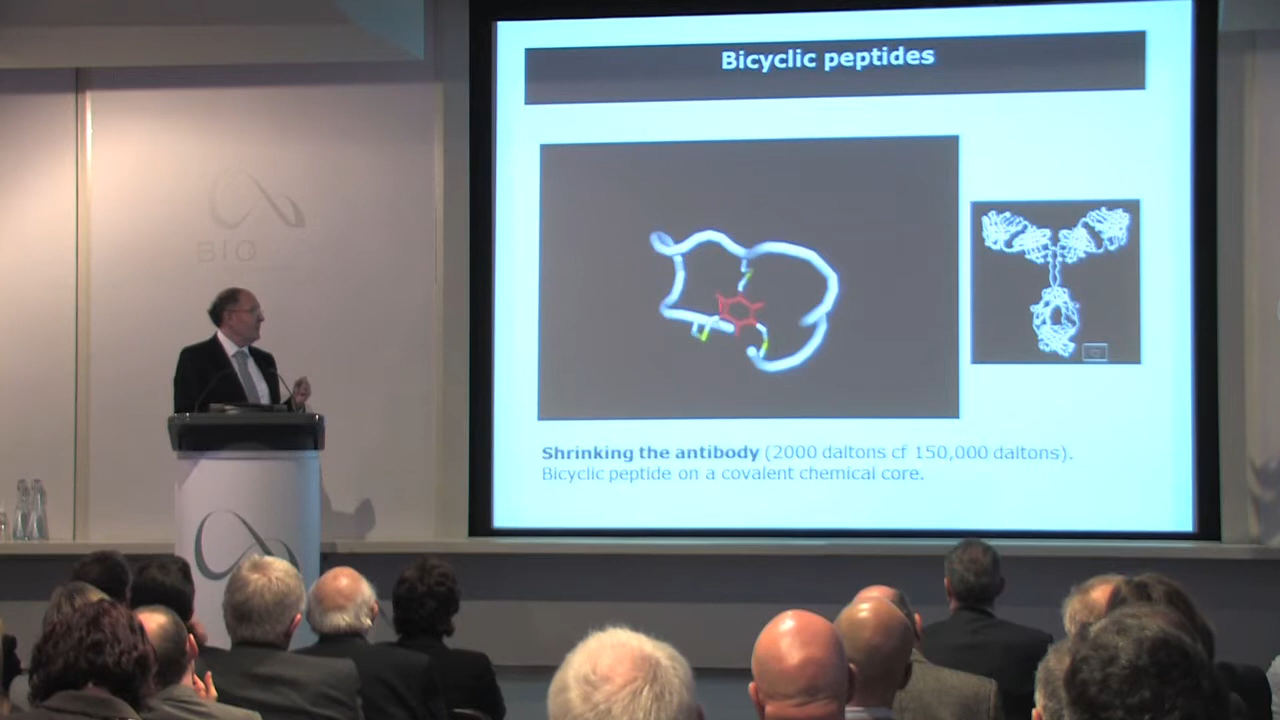 Bicyclic peptides
BIO
Shrinking the antibody (2000 daltons cf 150,000 daltons).
Bicyclic peptide on a covalent chemical core.